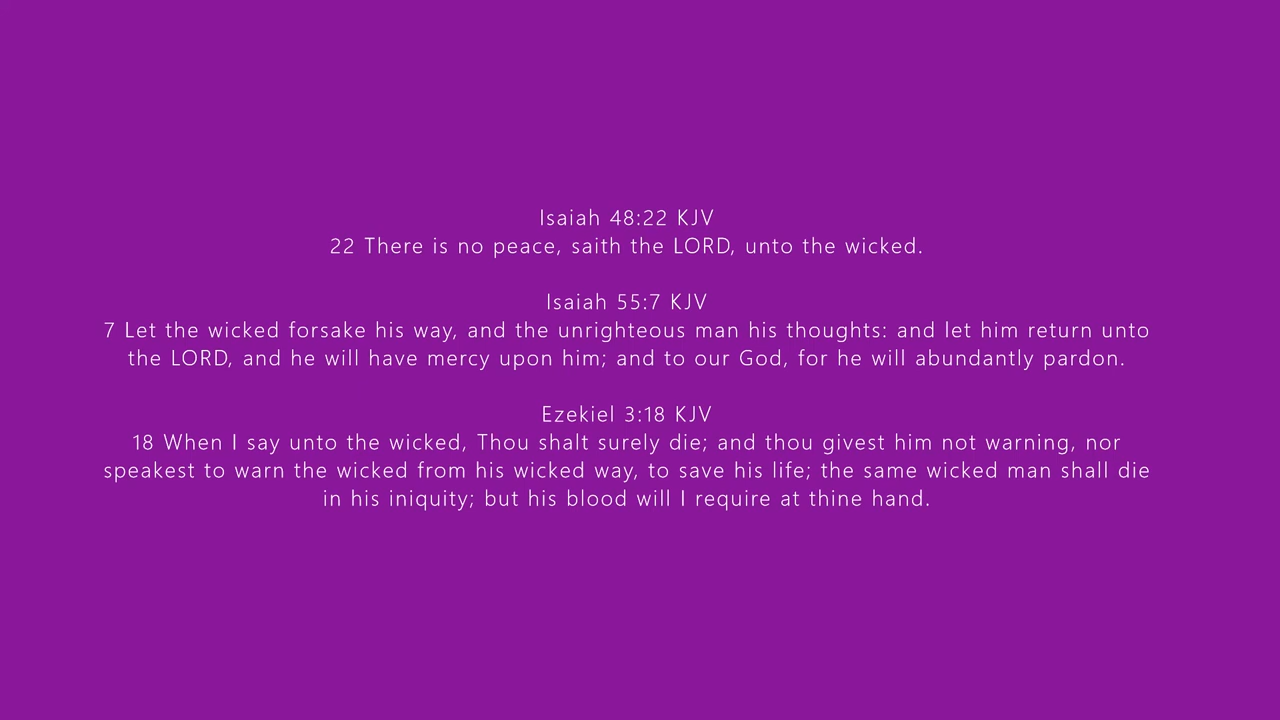 Isaiah 48:22 KJV
22 There is no peace, saith the LORD, unto the wicked.
Isaiah 55:7 KJV
7 Let the wicked forsake his way, and the unrighteous man his thoughts: and let him return unto
the LORD, and he will have mercy upon him; and to our God, for he will abundantly pardon.
Ezekiel 3:18 KJV
18 When I say unto the wicked, Thou shalt surely die; and thou givest him not warning, nor
speakest to warn the wicked from his wicked way, to save his life; the same wicked man shall die
in his iniquity; but his blood will I require at thine hand.